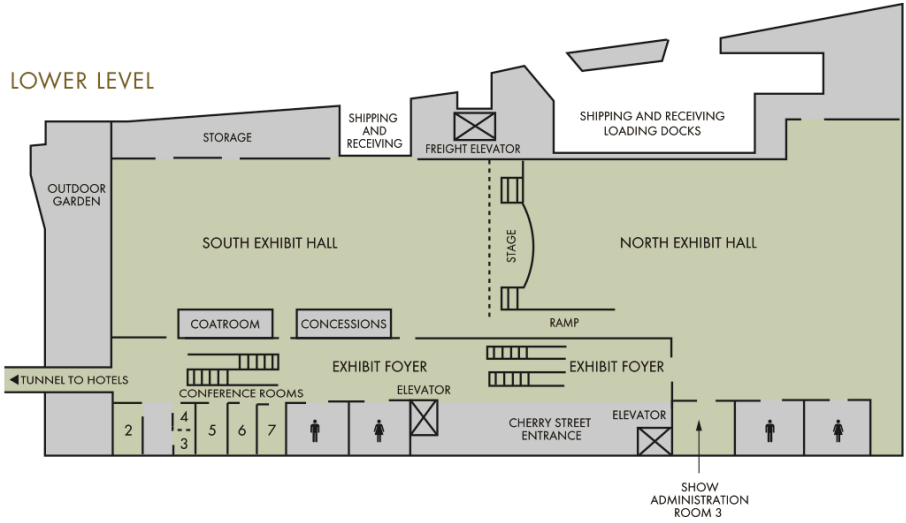 LOWER LEVEL
SHIPPING
AND
RECEIVING
SHIPPING AND RECEIVING
LOADING DOCKS
STORAGE
FREIGHT ELEVATOR
OUTDOOR
GARDEN
SOUTH EXHIBIT HALL
STAGE
NORTH EXHIBIT HALL
COATROOM
CONCESSIONS
RAMP
EXHIBIT FOYER
EXHIBIT FOYER
TUNNEL TO HOTELS
CONFERENCE ROOMS
ELEVATOR
2
4
3
5
6
7
CHERRY STREET
ENTRANCE
ELEVATOR
SHOW
ADMINISTRATION
ROOM 3